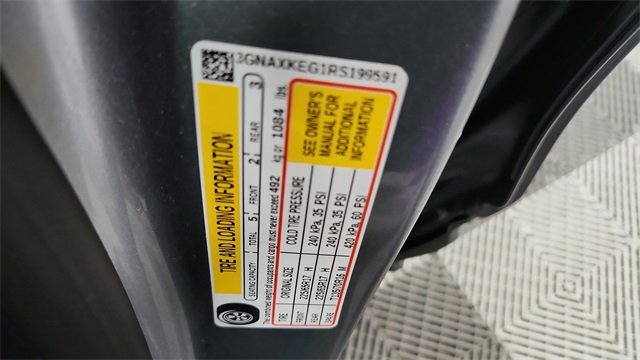 3GNAXKEG1RS199591
TIRE AND LOADING INFORMATION
SEATING CAPACITY TOTAL 5 FRONT 2 REAR 3
The combined weight of occupants and cargo must never exceed 492 kg or 1084 lbs.
TIRE ORIGINAL SIZE COLD TIRE PRESSURE
FRONT 225/65R17 H 240 kPa, 35 PSI
REAR 225/65R17 H 240 kPa, 35 PSI
SPARE T135/70R16 M 420 kPa, 60 PSI
SEE OWNER'S
MANUAL FOR
ADDITIONAL
INFORMATION